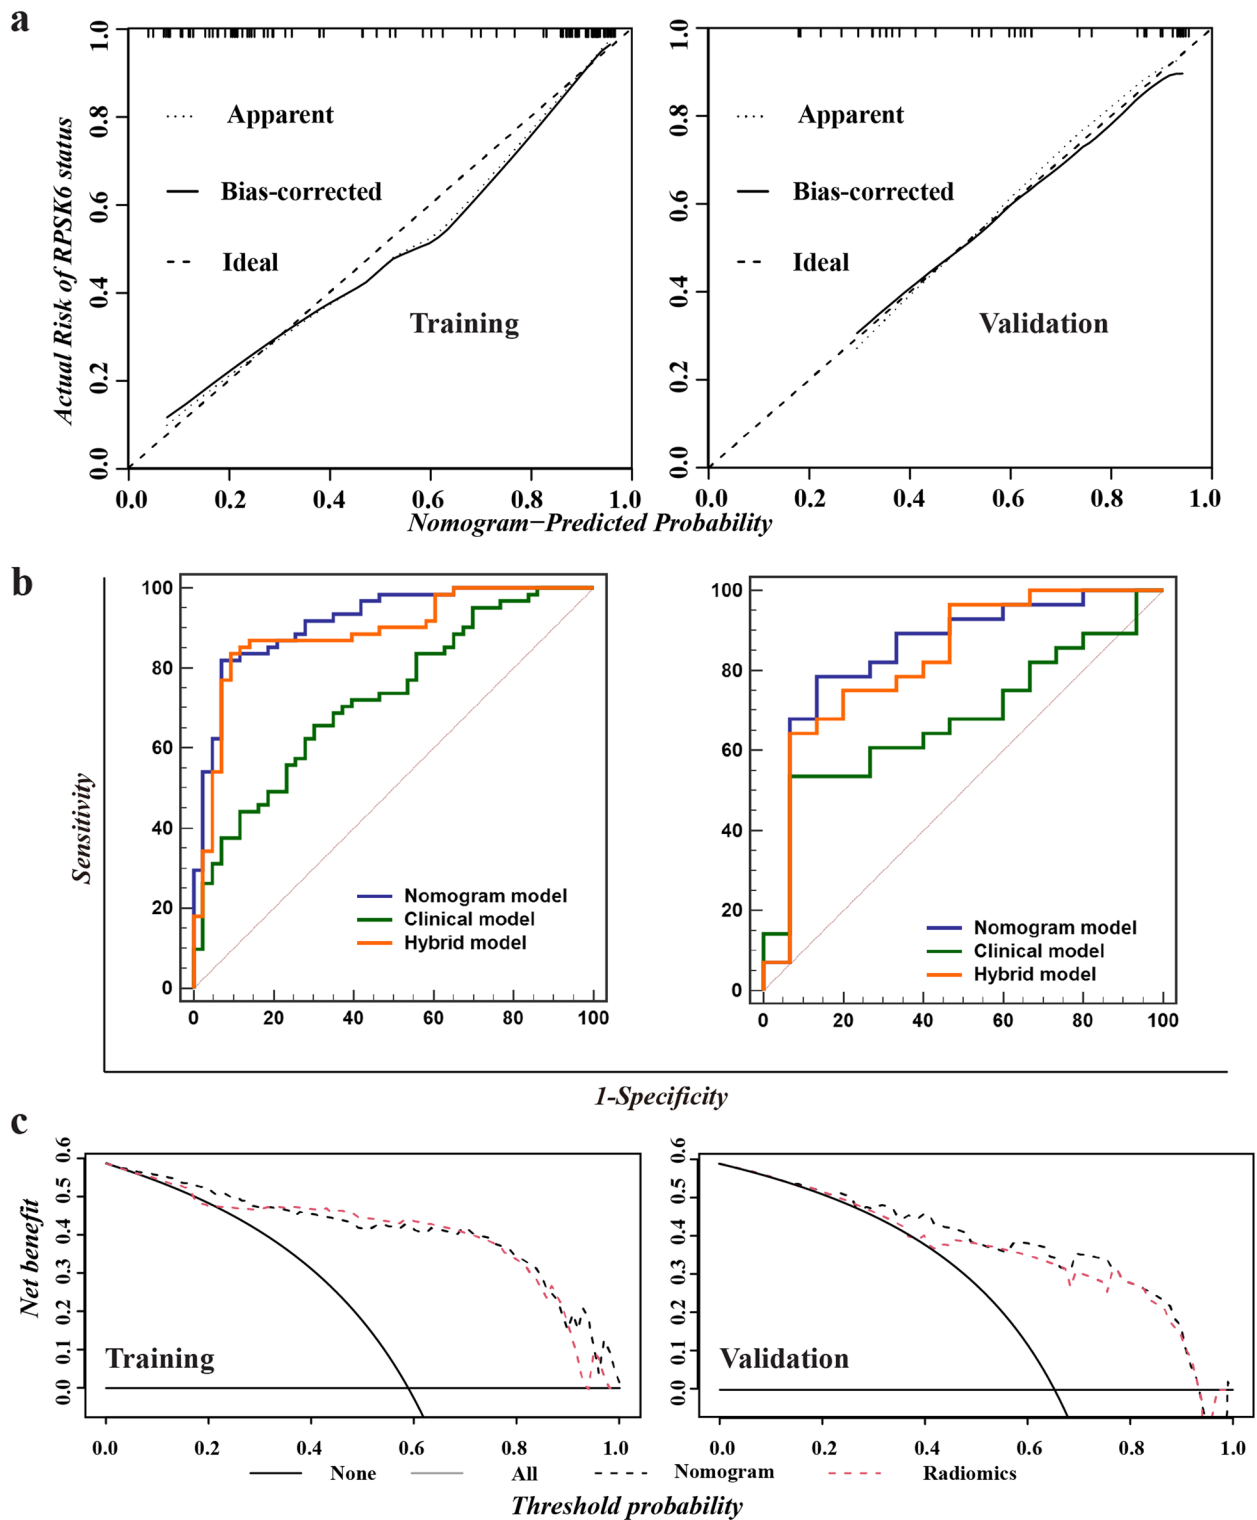 a
Actual Risk of RPSK6 status
1.0
0.8
0.6
0.4
0.2
0.0
Apparent
Bias-corrected
Ideal
Training
0.0 0.2 0.4 0.6 0.8 1.0
1.0
0.8
0.6
0.4
0.2
0.0
Apparent
Bias-corrected
Ideal
Validation
0.0 0.2 0.4 0.6 0.8 1.0
Nomogram−Predicted Probability
b
Sensitivity
100
80
60
40
20
0
Nomogram model
Clinical model
Hybrid model
0 20 40 60 80 100
100
80
60
40
20
0
Nomogram model
Clinical model
Hybrid model
0 20 40 60 80 100
1-Specificity
c
Net benefit
0.6
0.5
0.4
0.3
0.2
0.1
0.0
Training
0.0 0.2 0.4 0.6 0.8 1.0
0.6
0.5
0.4
0.3
0.2
0.1
0.0
Validation
0.0 0.2 0.4 0.6 0.8 1.0
None All Nomogram Radiomics
Threshold probability